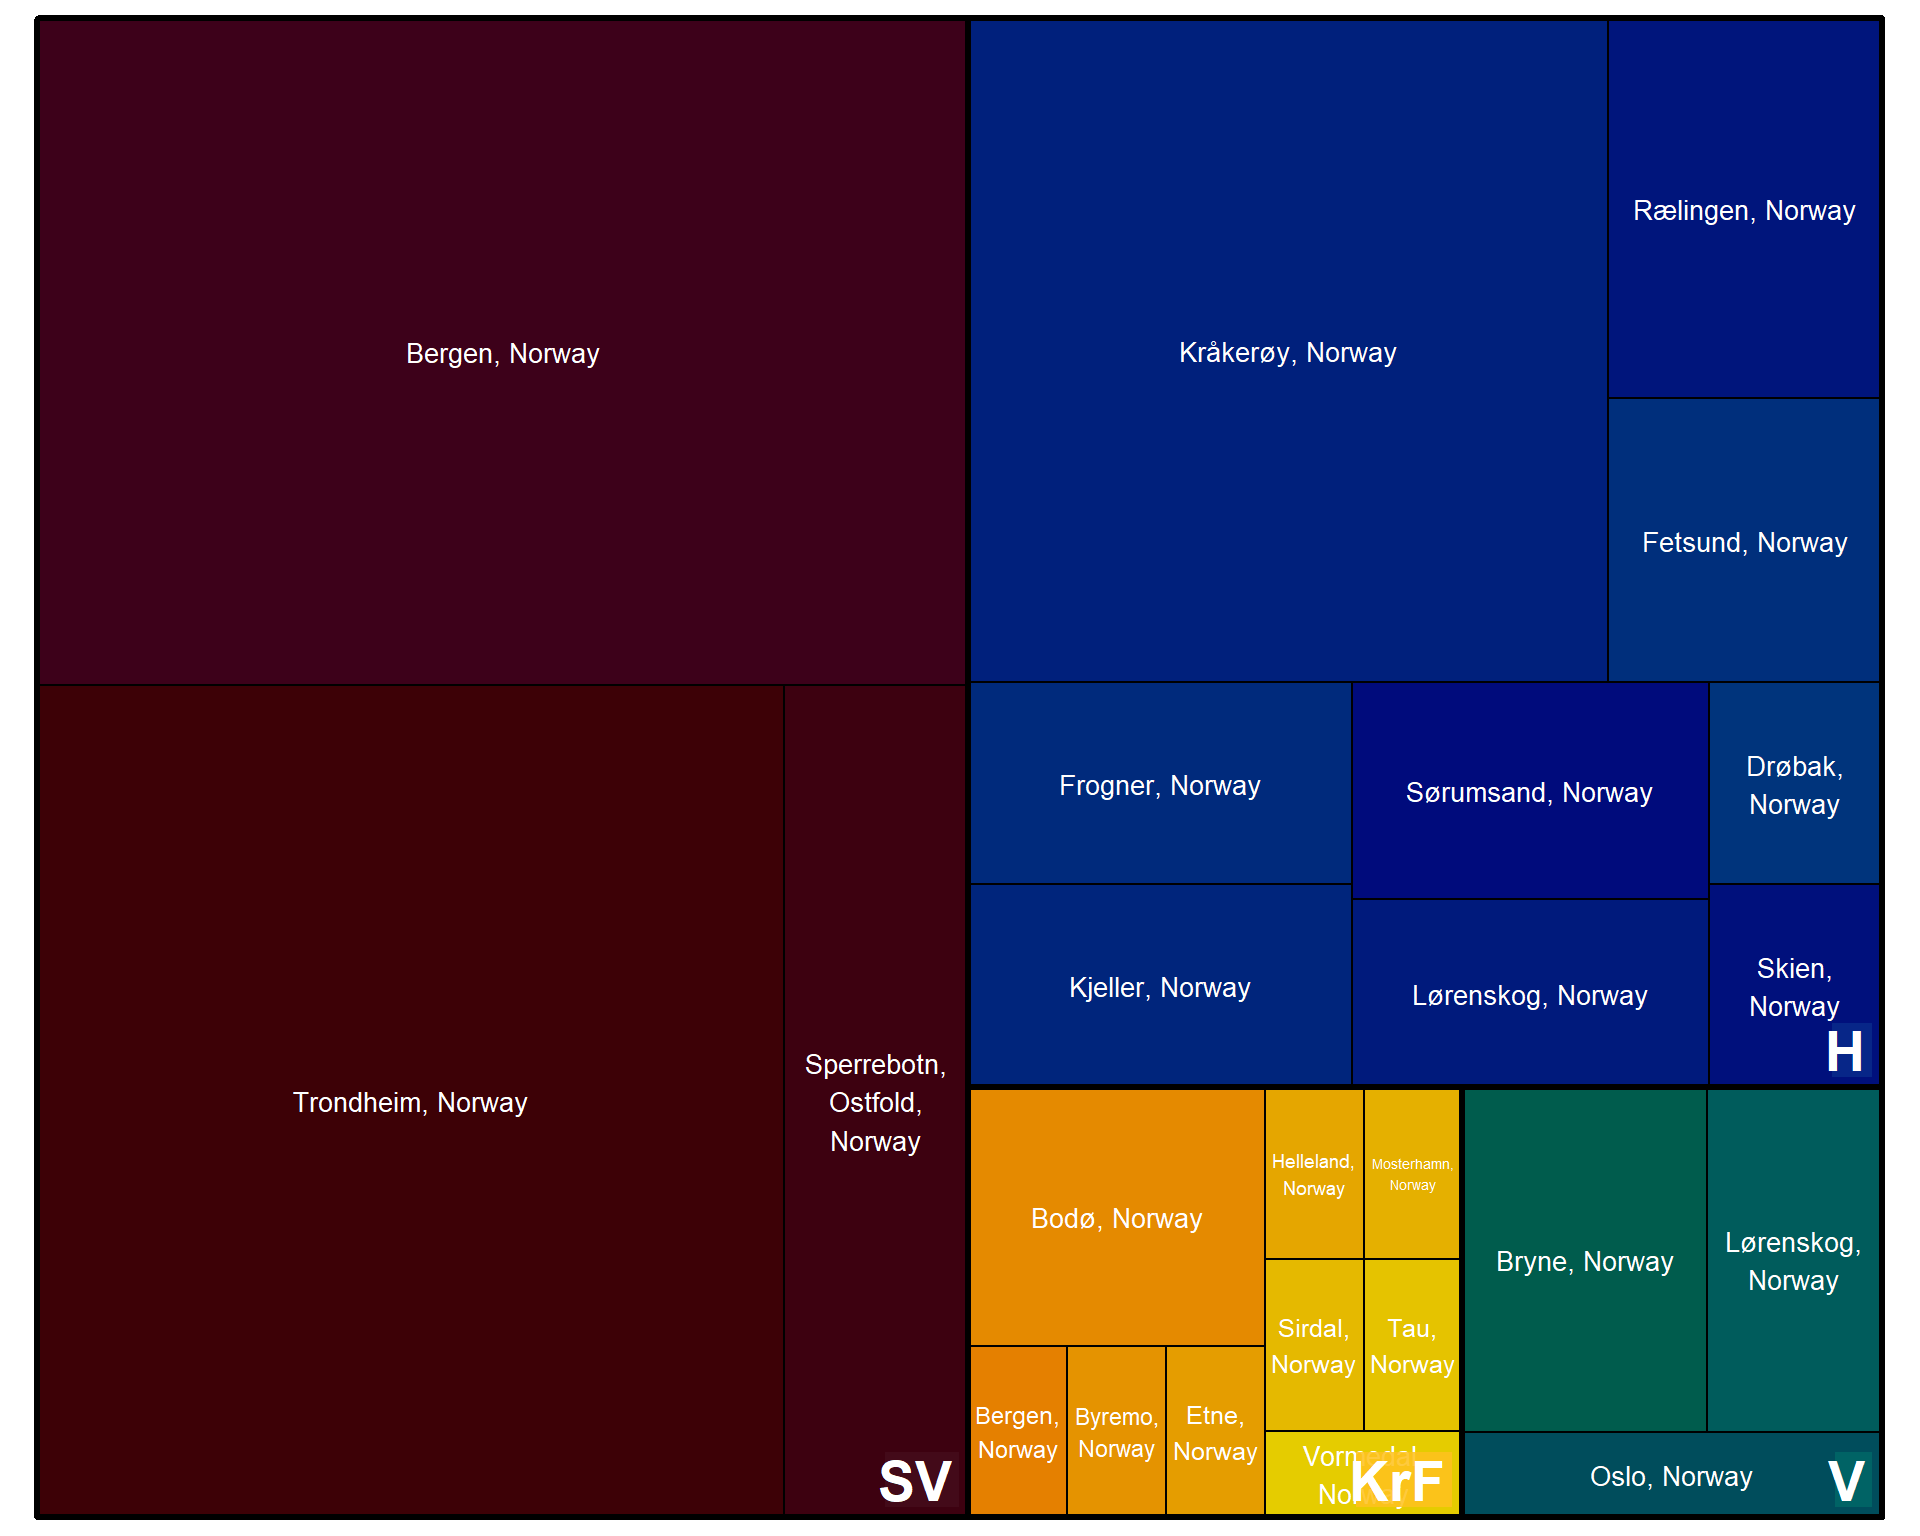 Bergen, Norway
Trondheim, Norway
Sperrebotn,
Ostfold,
Norway
SV
Kråkerøy, Norway
Rælingen, Norway
Fetsund, Norway
Frogner, Norway
Sørumsand, Norway
Drøbak,
Norway
Kjeller, Norway
Lørenskog, Norway
Skien,
Norway
H
Bodø, Norway
Helleland,
Norway
Mosterhamn,
Norway
Sirdal,
Norway
Tau,
Norway
Bergen,
Norway
Byremo,
Norway
Etne,
Norway
Vormedal,
Norway
KrF
Bryne, Norway
Lørenskog,
Norway
Oslo, Norway
V